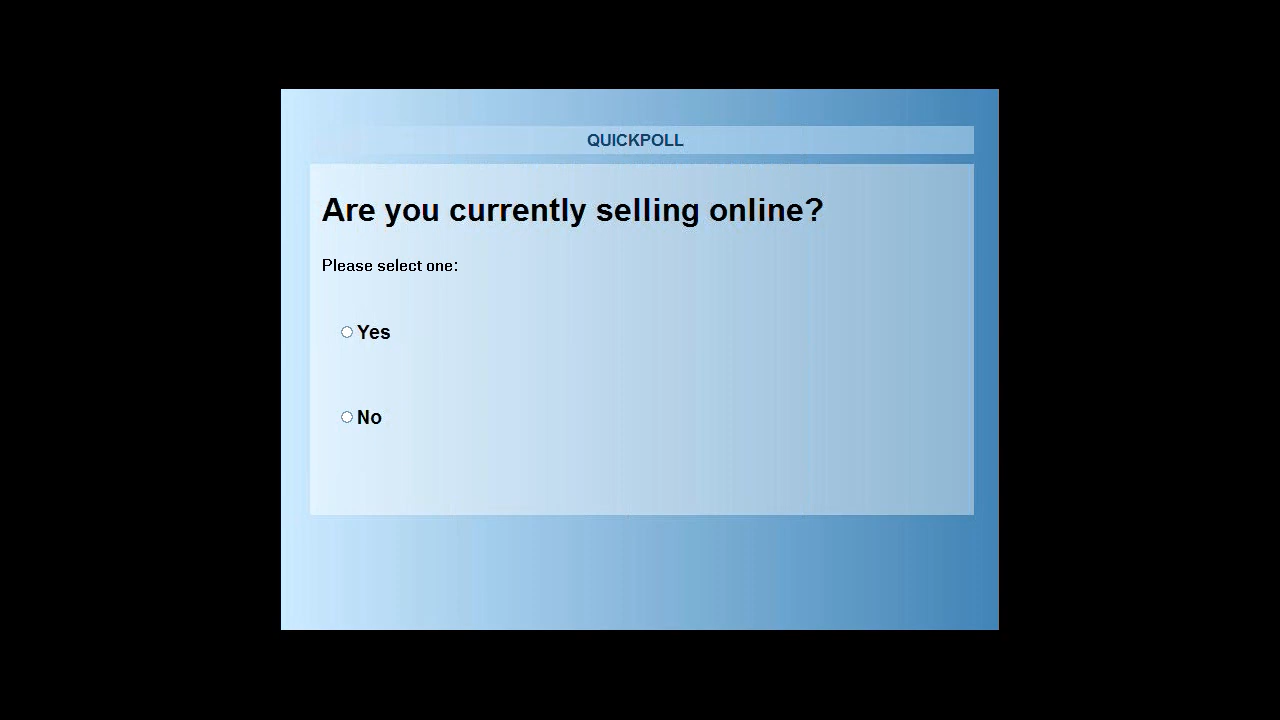 QUICKPOLL
Are you currently selling online?
Please select one:
Yes
No